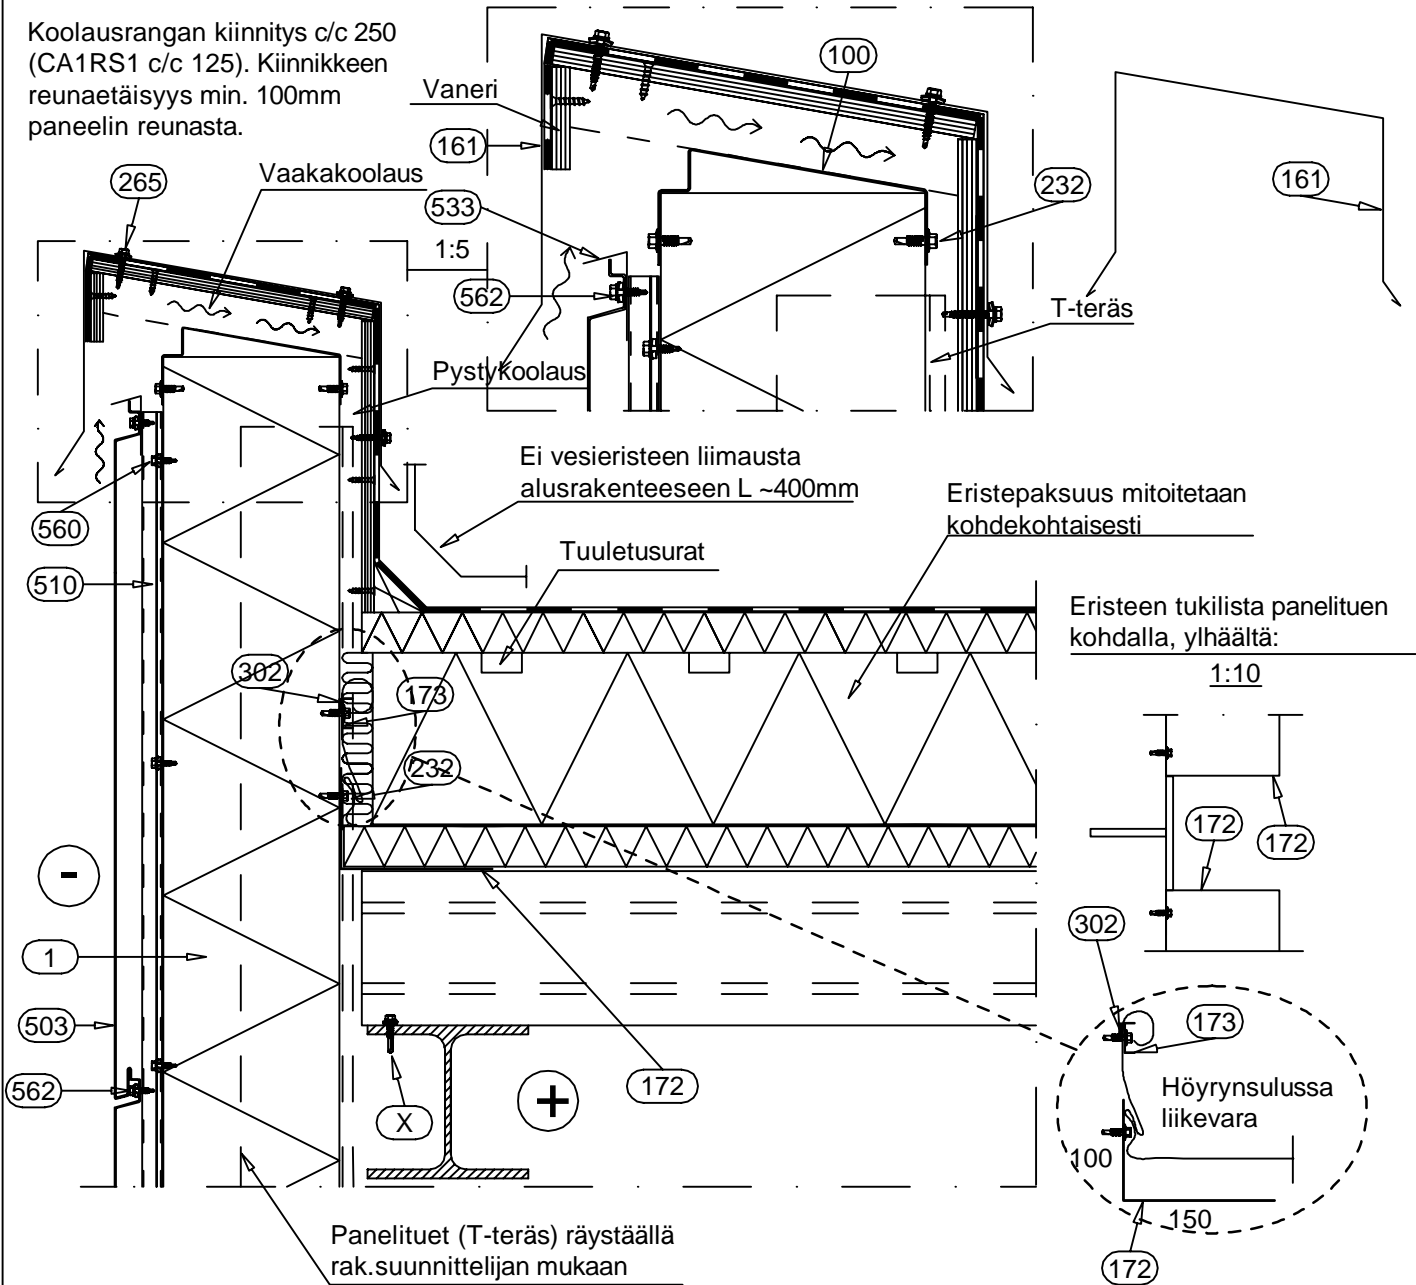 Koolausrangan kiinnitys c/c 250
(CA1RS1 c/c 125). Kiinnikkeen
reunaetäisyys min. 100mm
paneelin reunasta.
Vaneri
100
161
265
Vaakakoolaus
533
1:5
562
232
161
T-teräs
Pystykoolaus
Ei vesieristeen liimausta
alusrakenteeseen L ~400mm
Eristepaksuus mitoitetaan
kohdekohtaisesti
560
Tuuletusurat
510
Eristeen tukilista panelituen
kohdalla, ylhäältä:
1:10
302
173
232
172
172
-
1
302
173
503
562
172
X
+
Höyrynsulussa
liikevara
100
150
172
Panelituet (T-teräs) räystäällä
rak.suunnittelijan mukaan